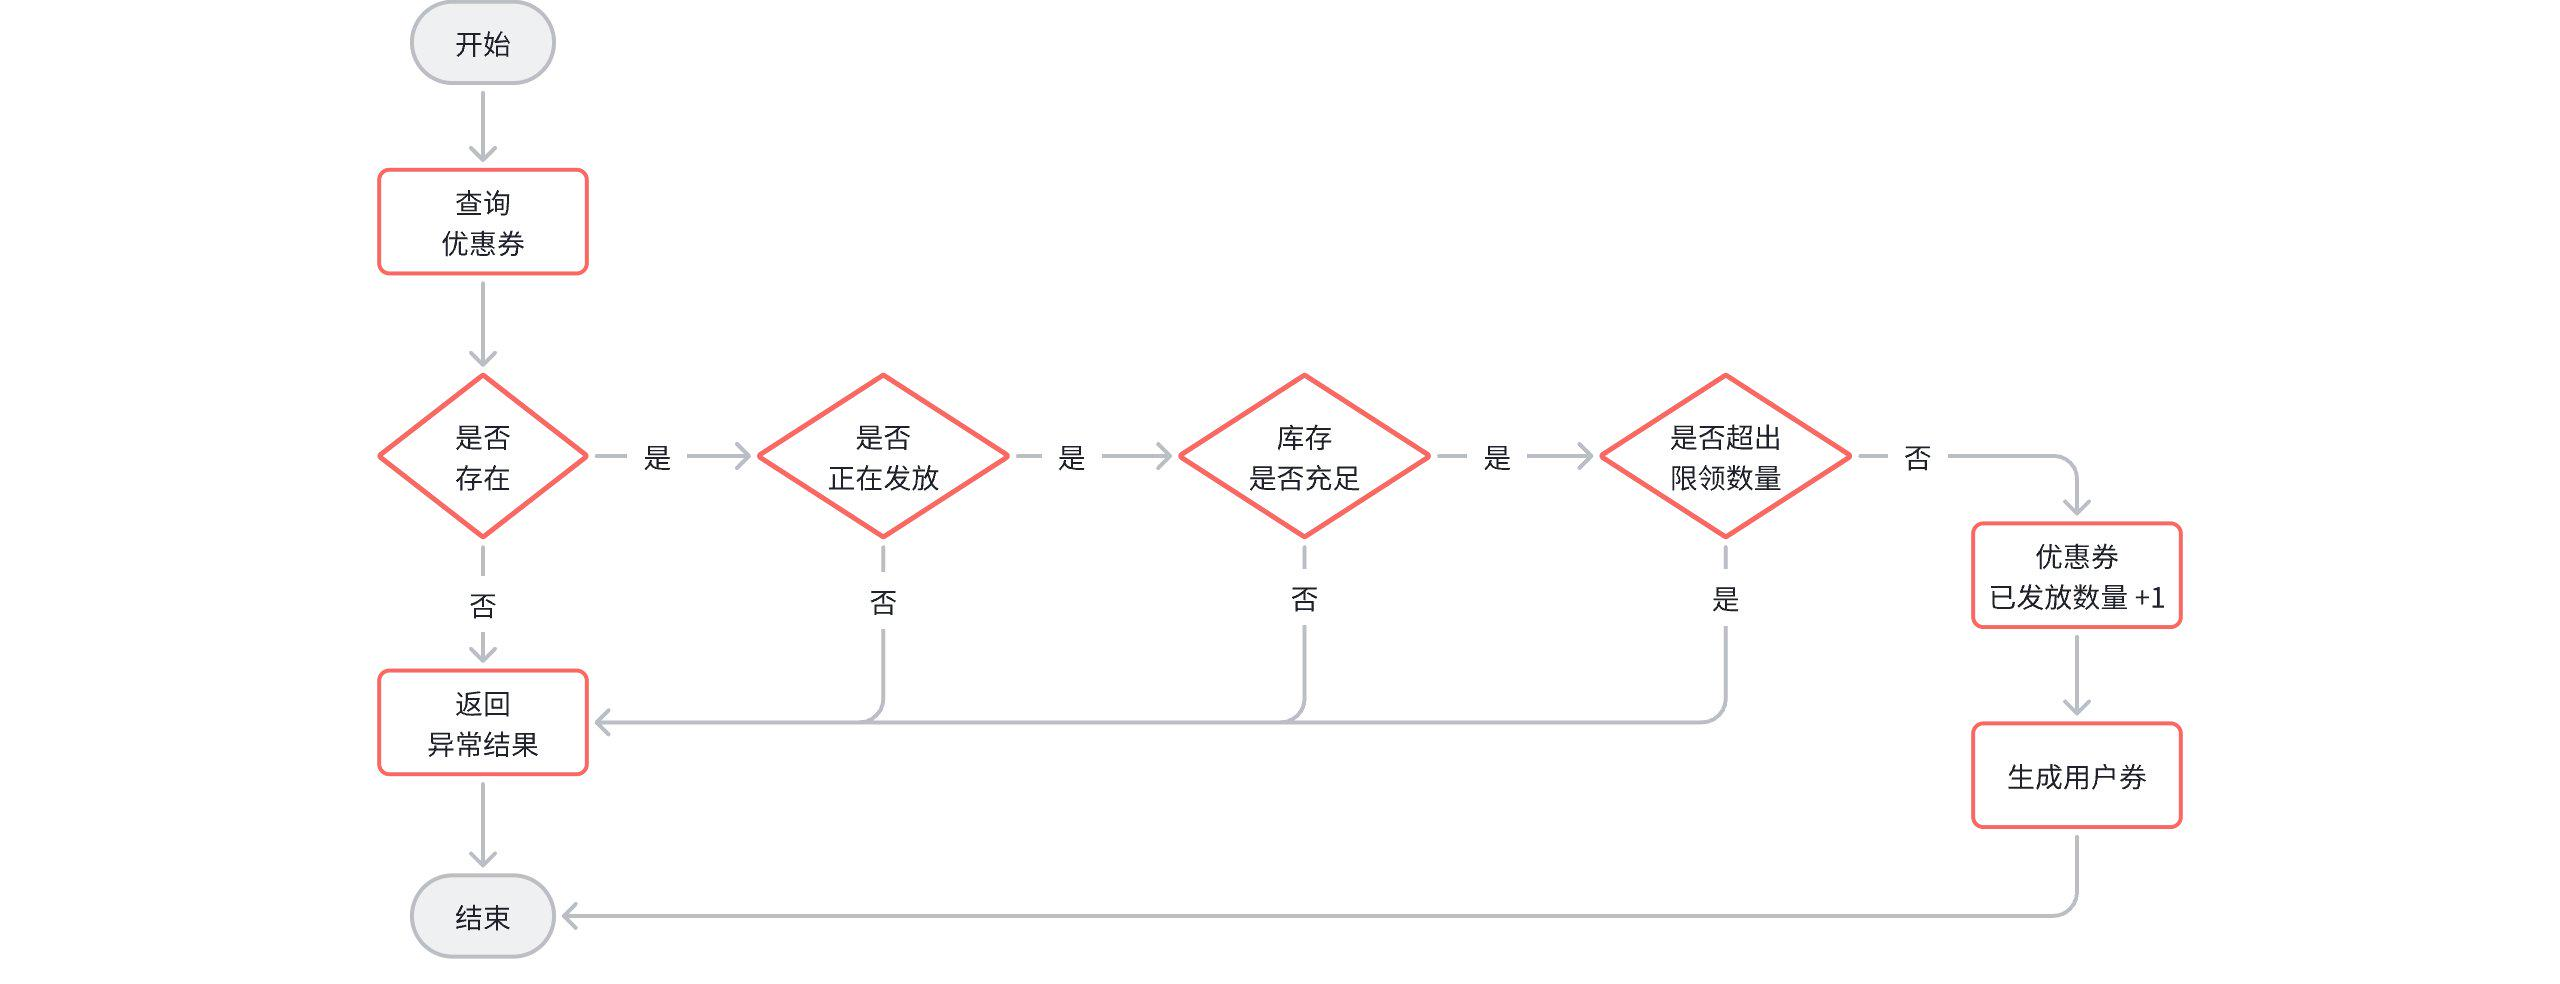 开始
查询
优惠券
是否
存在
是
是否
正在发放
是
库存
是否充足
是
是否超出
限领数量
否
否
否
否
是
优惠券
已发放数量 +1
返回
异常结果
生成用户券
结束